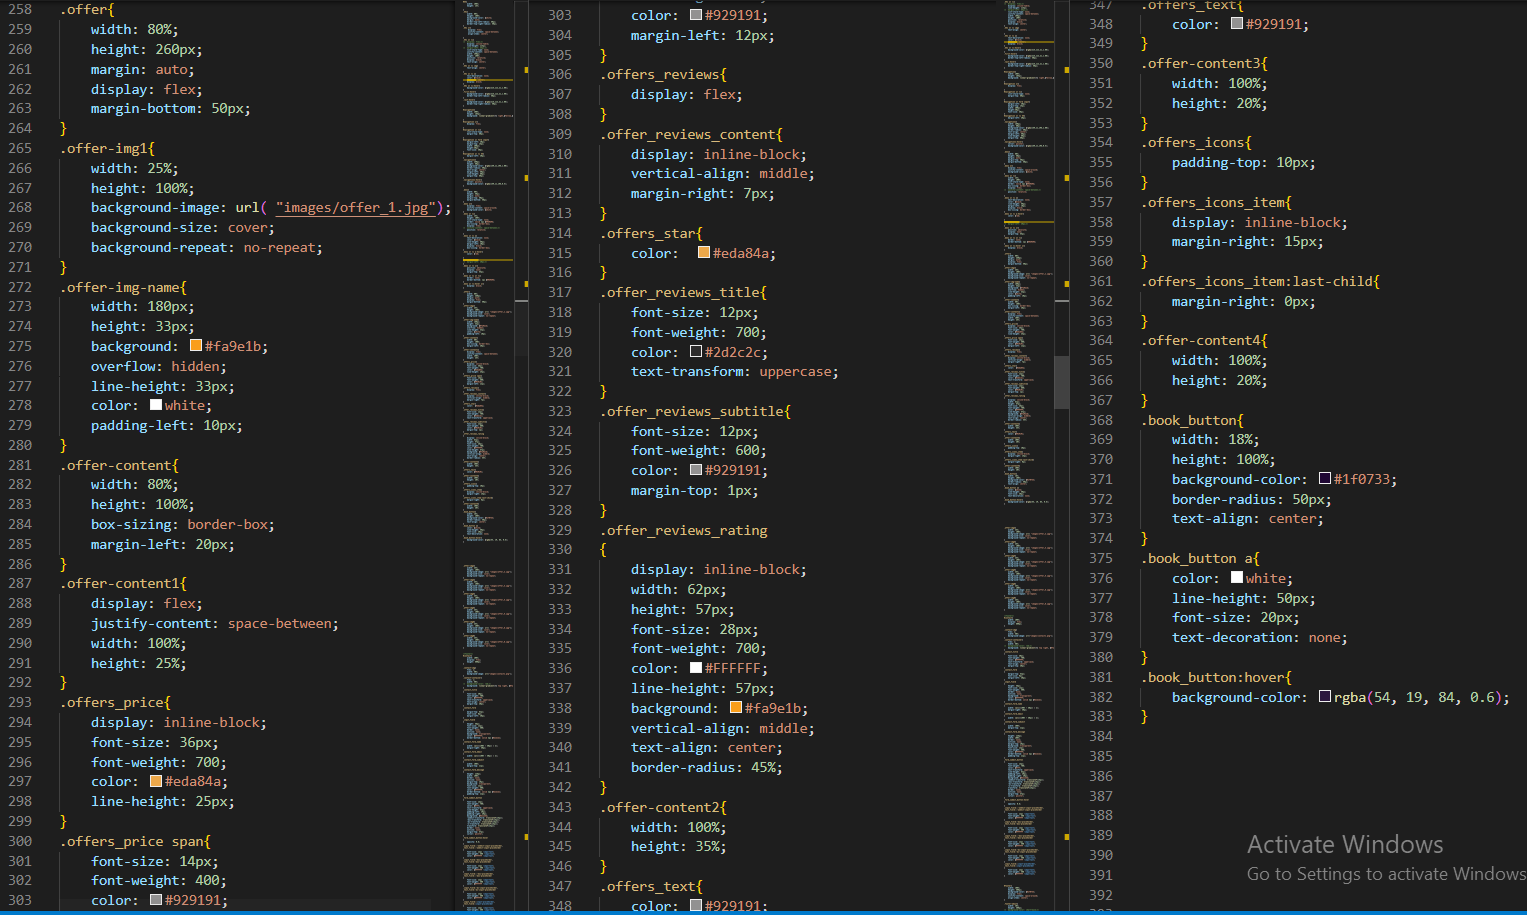 258 .offer{
259 width: 80%;
260 height: 260px;
261 margin: auto;
262 display: flex;
263 margin-bottom: 50px;
264 }
265 .offer-img1{
266 width: 25%;
267 height: 100%;
268 background-image: url( "images/offer_1.jpg");
269 background-size: cover;
270 background-repeat: no-repeat;
271 }
272 .offer-img-name{
273 width: 180px;
274 height: 33px;
275 background: #fa9e1b;
276 overflow: hidden;
277 line-height: 33px;
278 color: white;
279 padding-left: 10px;
280 }
281 .offer-content{
282 width: 80%;
283 height: 100%;
284 box-sizing: border-box;
285 margin-left: 20px;
286 }
287 .offer-content1{
288 display: flex;
289 justify-content: space-between;
290 width: 100%;
291 height: 25%;
292 }
293 .offers_price{
294 display: inline-block;
295 font-size: 36px;
296 font-weight: 700;
297 color: #eda84a;
298 line-height: 25px;
299 }
300 .offers_price span{
301 font-size: 14px;
302 font-weight: 400;
303 color: #929191;
303 color: #929191;
304 margin-left: 12px;
305 }
306 .offers_reviews{
307 display: flex;
308 }
309 .offer_reviews_content{
310 display: inline-block;
311 vertical-align: middle;
312 margin-right: 7px;
313 }
314 .offers_star{
315 color: #eda84a;
316 }
317 .offer_reviews_title{
318 font-size: 12px;
319 font-weight: 700;
320 color: #2d2c2c;
321 text-transform: uppercase;
322 }
323 .offer_reviews_subtitle{
324 font-size: 12px;
325 font-weight: 600;
326 color: #929191;
327 margin-top: 1px;
328 }
329 .offer_reviews_rating
330 {
331 display: inline-block;
332 width: 62px;
333 height: 57px;
334 font-size: 28px;
335 font-weight: 700;
336 color: #FFFFFF;
337 line-height: 57px;
338 background: #fa9e1b;
339 vertical-align: middle;
340 text-align: center;
341 border-radius: 45%;
342 }
343 .offer-content2{
344 width: 100%;
345 height: 35%;
346 }
347 .offers_text{
348 color: #929191;
347 .offers_text{
348 color: #929191;
349 }
350 .offer-content3{
351 width: 100%;
352 height: 20%;
353 }
354 .offers_icons{
355 padding-top: 10px;
356 }
357 .offers_icons_item{
358 display: inline-block;
359 margin-right: 15px;
360 }
361 .offers_icons_item:last-child{
362 margin-right: 0px;
363 }
364 .offer-content4{
365 width: 100%;
366 height: 20%;
367 }
368 .book_button{
369 width: 18%;
370 height: 100%;
371 background-color: #1f0733;
372 border-radius: 50px;
373 text-align: center;
374 }
375 .book_button a{
376 color: white;
377 line-height: 50px;
378 font-size: 20px;
379 text-decoration: none;
380 }
381 .book_button:hover{
382 background-color: rgba(54, 19, 84, 0.6);
383 }
384
385
386
387
388
389
390
391
392
Activate Windows
Go to Settings to activate Windows